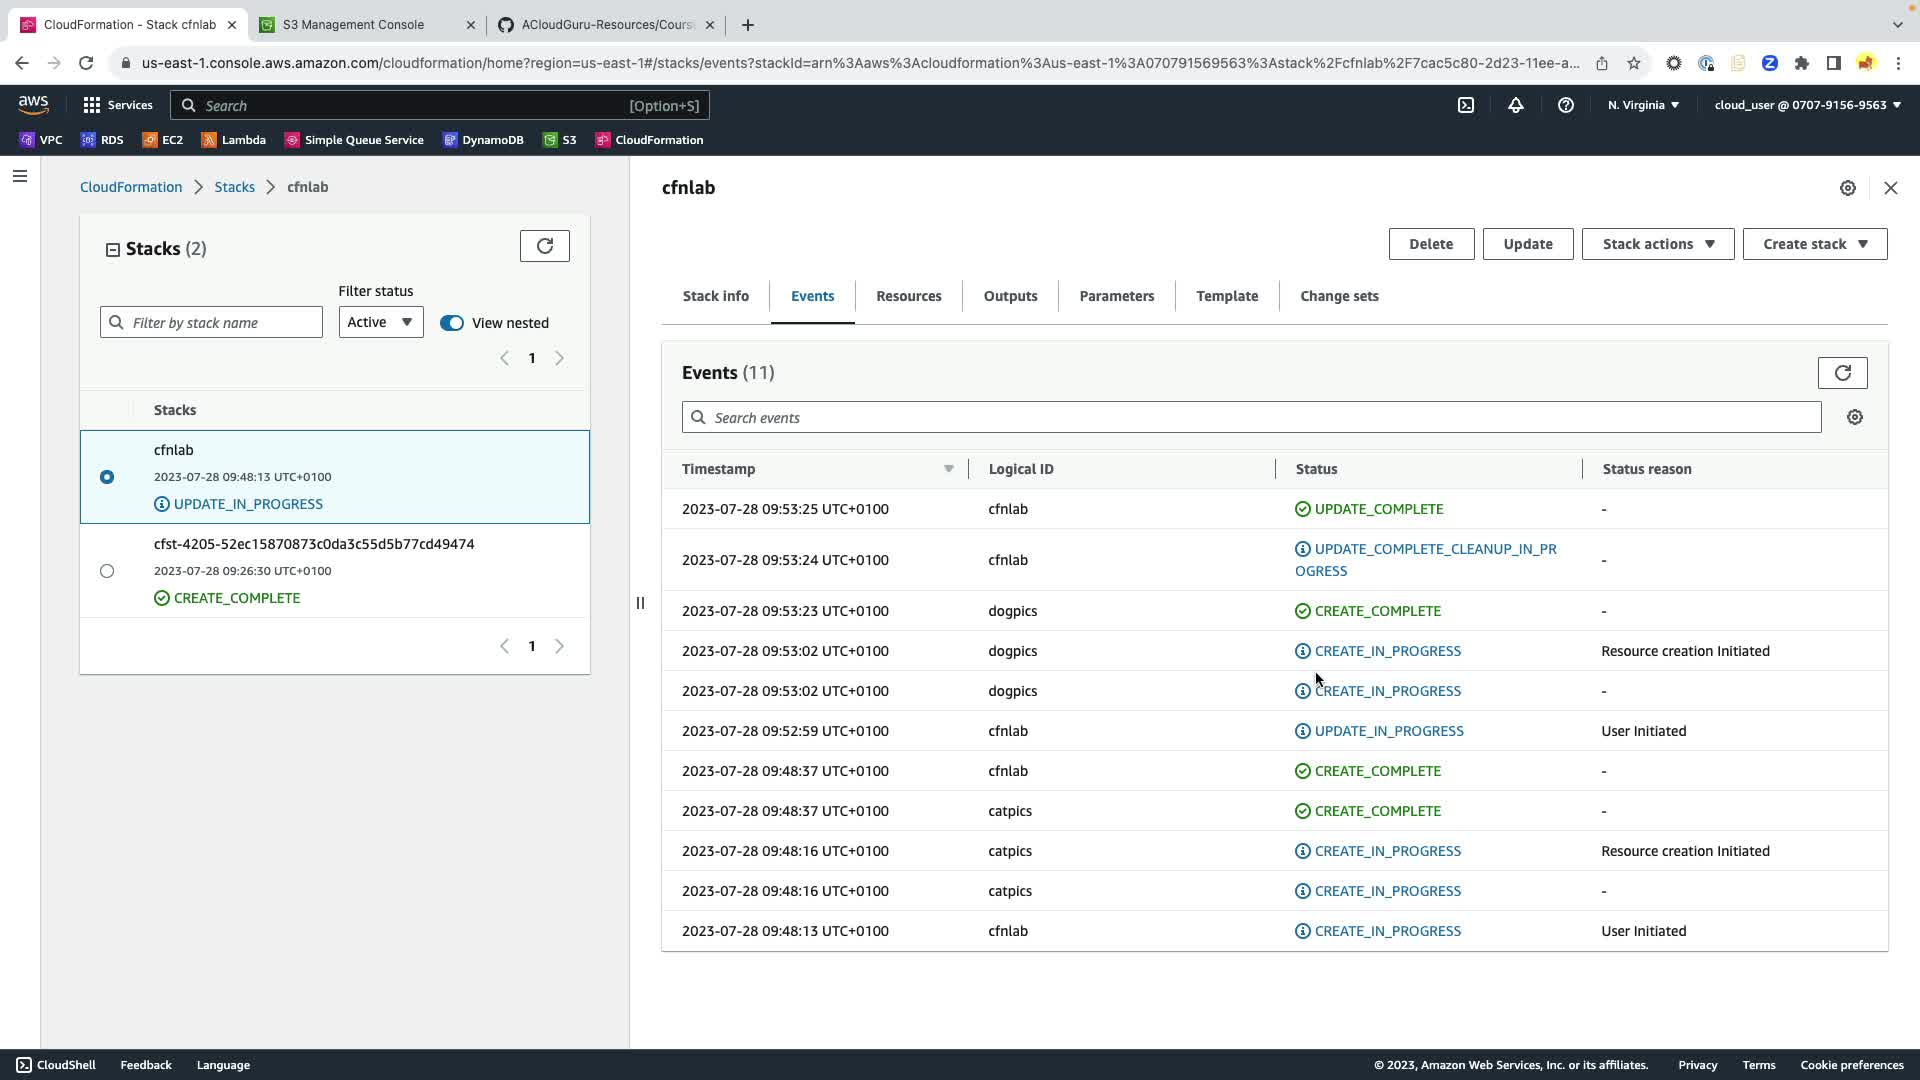 CloudFormation - Stack cfnlab
S3 Management Console
ACloudGuru-Resources/Cours
us-east-1.console.aws.amazon.com/cloudformation/home?region=us-east-1#/stacks/events?stackId=arn%3Aaws%3Acloudformation%3Aus-east-1%3A070791569563%3Astack%2Fcfnlab%2F7cac5c80-2d23-11ee-a...
aws
Services
Search
[Option+S]
N. Virginia
cloud_user @ 0707-9156-9563
VPC
RDS
EC2
Lambda
Simple Queue Service
DynamoDB
S3
CloudFormation
CloudFormation
Stacks
cfnlab
Stacks (2)
Filter status
Filter by stack name
Active
View nested
1
Stacks
cfnlab
2023-07-28 09:48:13 UTC+0100
UPDATE_IN_PROGRESS
cfst-4205-52ec15870873c0da3c55d5b77cd49474
2023-07-28 09:26:30 UTC+0100
CREATE_COMPLETE
1
cfnlab
Delete
Update
Stack actions
Create stack
Stack info
Events
Resources
Outputs
Parameters
Template
Change sets
Events (11)
Search events
Timestamp
Logical ID
Status
Status reason
2023-07-28 09:53:25 UTC+0100 cfnlab UPDATE_COMPLETE -
2023-07-28 09:53:24 UTC+0100 cfnlab UPDATE_COMPLETE_CLEANUP_IN_PR
OGRESS -
2023-07-28 09:53:23 UTC+0100 dogpics CREATE_COMPLETE -
2023-07-28 09:53:02 UTC+0100 dogpics CREATE_IN_PROGRESS Resource creation Initiated
2023-07-28 09:53:02 UTC+0100 dogpics CREATE_IN_PROGRESS -
2023-07-28 09:52:59 UTC+0100 cfnlab UPDATE_IN_PROGRESS User Initiated
2023-07-28 09:48:37 UTC+0100 cfnlab CREATE_COMPLETE -
2023-07-28 09:48:37 UTC+0100 catpics CREATE_COMPLETE -
2023-07-28 09:48:16 UTC+0100 catpics CREATE_IN_PROGRESS Resource creation Initiated
2023-07-28 09:48:16 UTC+0100 catpics CREATE_IN_PROGRESS -
2023-07-28 09:48:13 UTC+0100 cfnlab CREATE_IN_PROGRESS User Initiated
CloudShell
Feedback
Language
© 2023, Amazon Web Services, Inc. or its affiliates.
Privacy
Terms
Cookie preferences